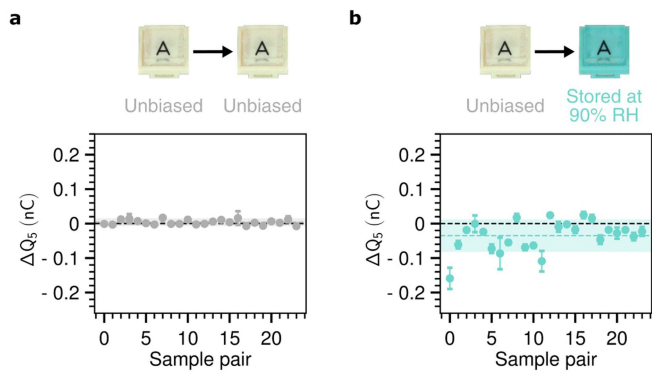 a
A
A
Unbiased
Unbiased
0.2
0.1
0
- 0.1
- 0.2
ΔQ5 (nC)
0
5
10
15
20
Sample pair
b
A
A
Unbiased
Stored at
90% RH
0.2
0.1
0
- 0.1
- 0.2
ΔQ5 (nC)
0
5
10
15
20
Sample pair